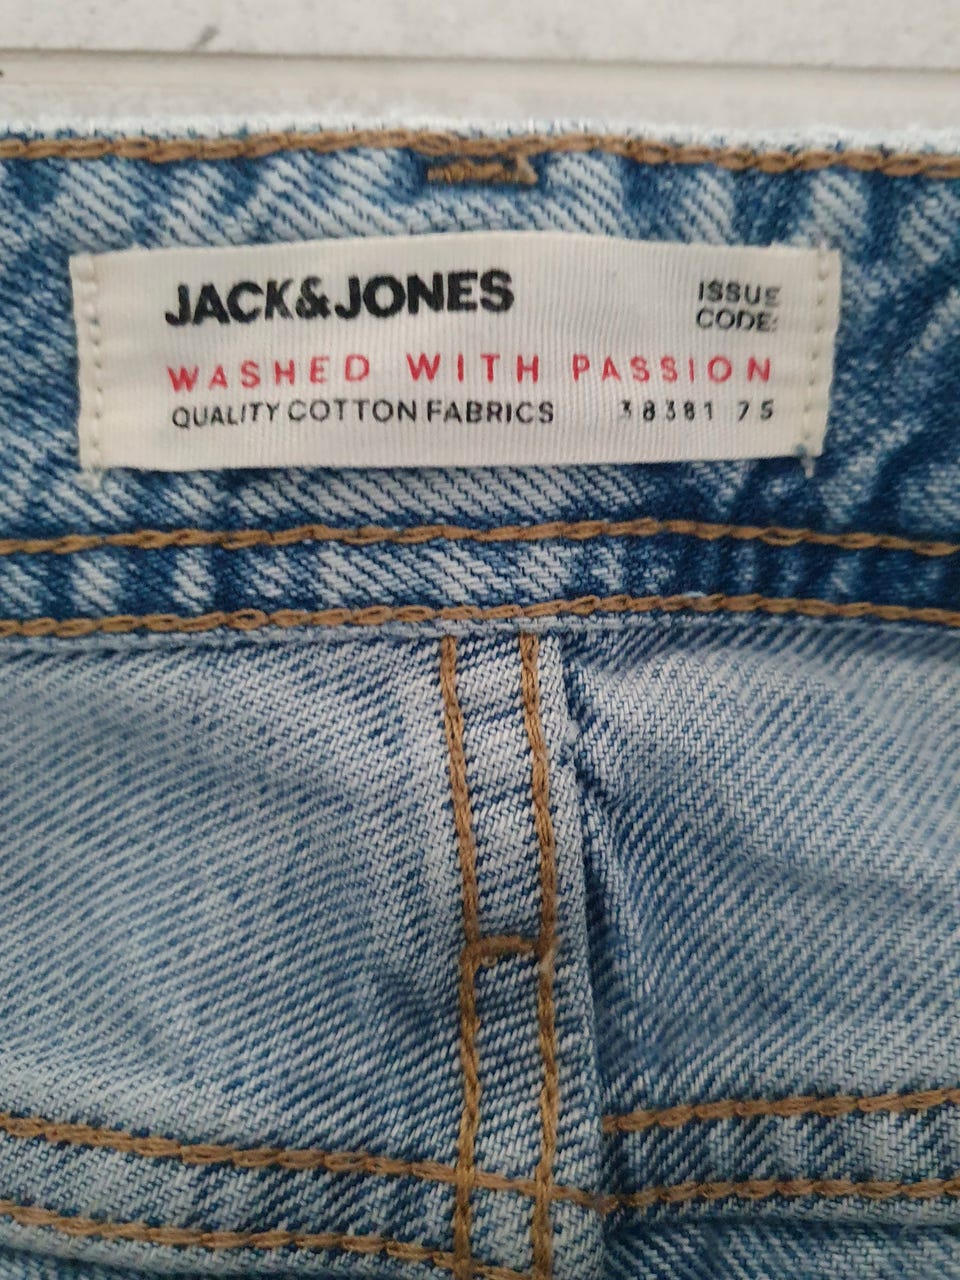 JACK&JONES
ISSUE
CODE:
WASHED WITH PASSION
QUALITY COTTON FABRICS 38381 75